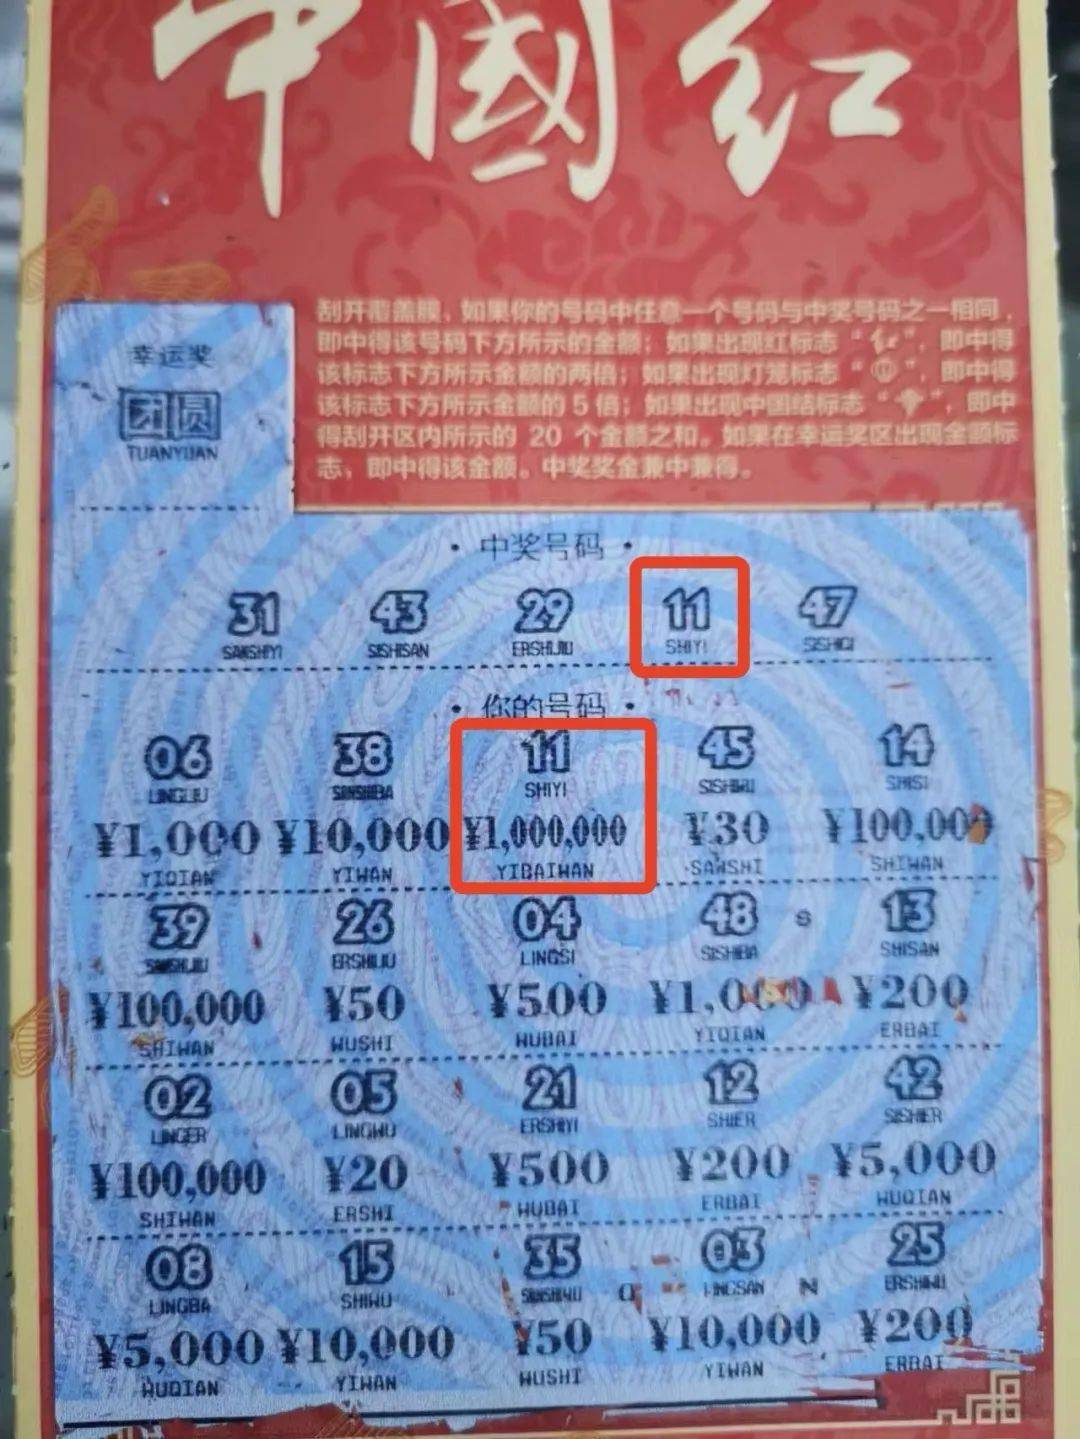 中國红
刮开覆盖膜，如果你的号码中任意一个号码与中奖号码之一相同，
即中得该号码下方所示的金额；如果出现红标志“红”，即中得
该标志下方所示金额的两倍；如果出现灯笼标志“”，即中得
该标志下方所示金额的5倍；如果出现中国结标志“”，即中
得刮开区内所示的 20 个金额之和。如果在幸运奖区出现金额标
志，即中得该金额。中奖奖金兼中兼得。
幸运奖
团圆
TUANYUAN
·中奖号码·
31 43 29 11 47
SANSHIYI SISHISAN ERSHIJIU SHIYI SISHIQI
·你的号码·
06 38 11 45 14
LINGLIU SANSHIBA SHIYI SISHIWU SHISI
¥1,000 ¥10,000 ¥1,000,000 ¥30 ¥100,000
YIQIAN YIWAN YIBAIWAN SANSHI SHIWAN
39 26 04 48 S 13
SANSHIJIU ERSHILIU LINGSI SISHIBA SHISAN
¥100,000 ¥50 ¥500 ¥1,000 ¥200
SHIWAN WUSHI WUBAI YIQIAN ERBAI
02 05 21 12 42
LINGER LINGWU ERSHIYI SHIER SISHIER
¥100,000 ¥20 ¥500 ¥200 ¥5,000
SHIWAN ERSHI WUBAI ERBAI WUQIAN
08 15 35 03 25
LINGBA SHIWU SANSHIWU Q LINGSAN N ERSHIWU
¥5,000 ¥10,000 ¥50 ¥10,000 ¥200
WUQIAN YIWAN WUSHI YIWAN ERBAI